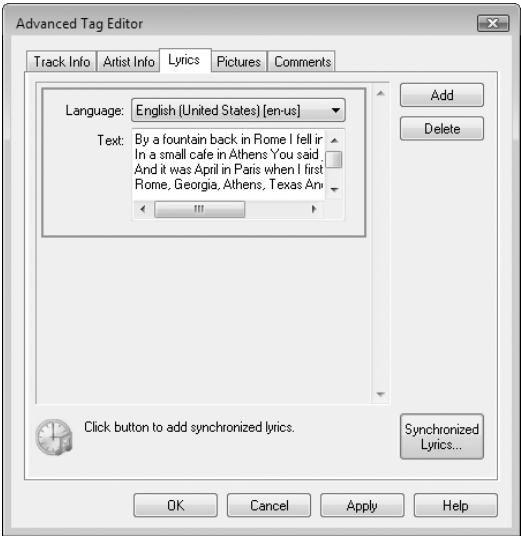 Advanced Tag Editor
Track Info Artist Info Lyrics Pictures Comments
Language: English (United States) [en-us]
Add
Delete
Text: By a fountain back in Rome I fell
In a small cafe in Athens You said
And it was April in Paris when I first
Rome, Georgia, Athens, Texas
Click button to add synchronized lyrics.
Synchronized
Lyrics...
OK Cancel Apply Help